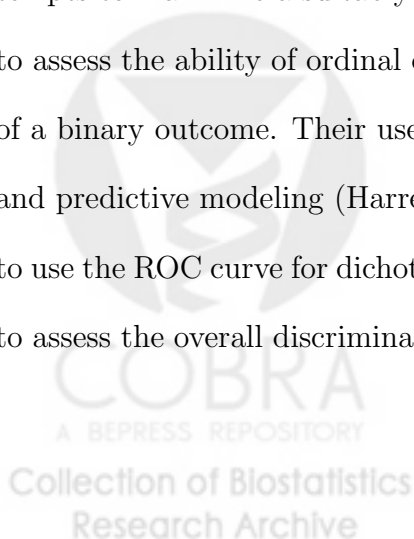 to assess the ability of ordinal
of a binary outcome. Their use
and predictive modeling (Harre
to use the ROC curve for dichot
to assess the overall discrimina
COBRA
A BEPRESS REPOSITORY
Collection of Biostatistics
Research Archive